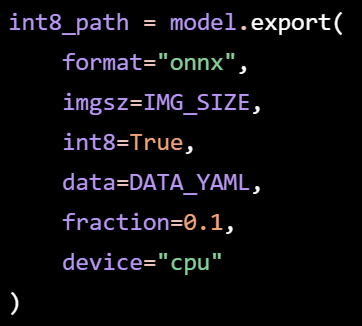 int8_path = model.export(
    format="onnx",
    imgsz=IMG_SIZE,
    int8=True,
    data=DATA_YAML,
    fraction=0.1,
    device="cpu"
)